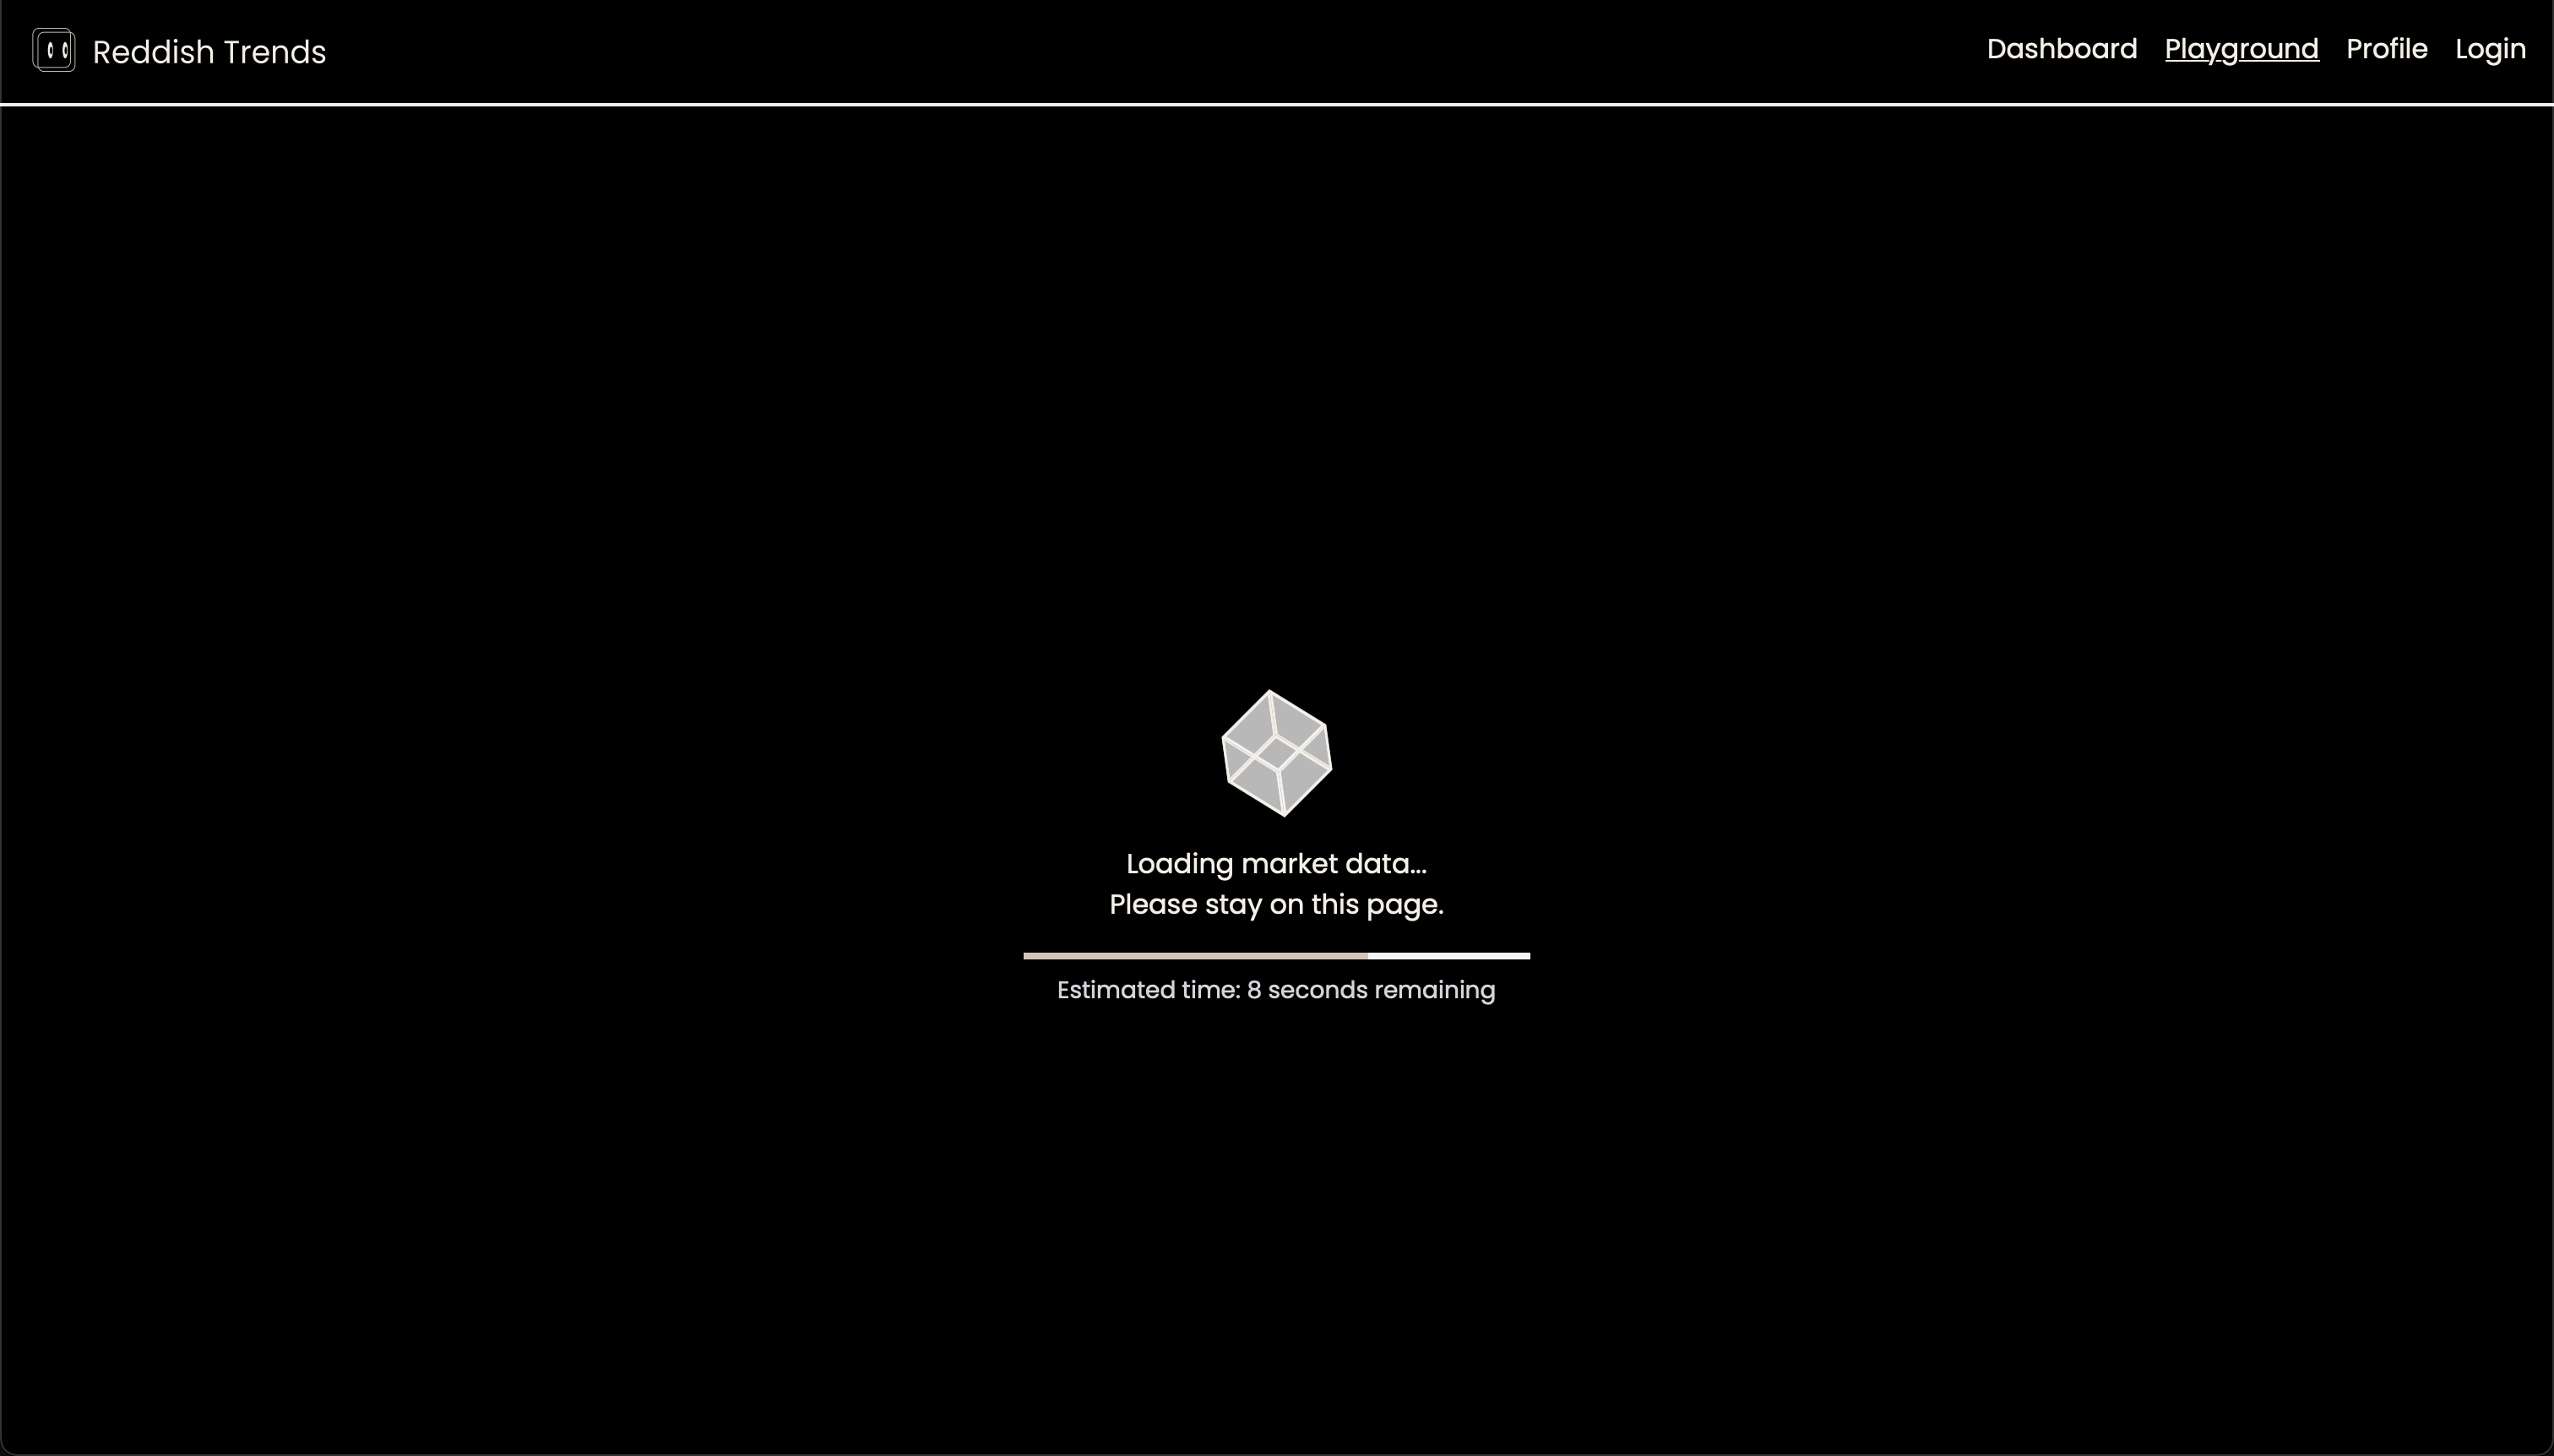 Reddish Trends
Dashboard Playground Profile Login
Loading market data...
Please stay on this page.
Estimated time: 8 seconds remaining